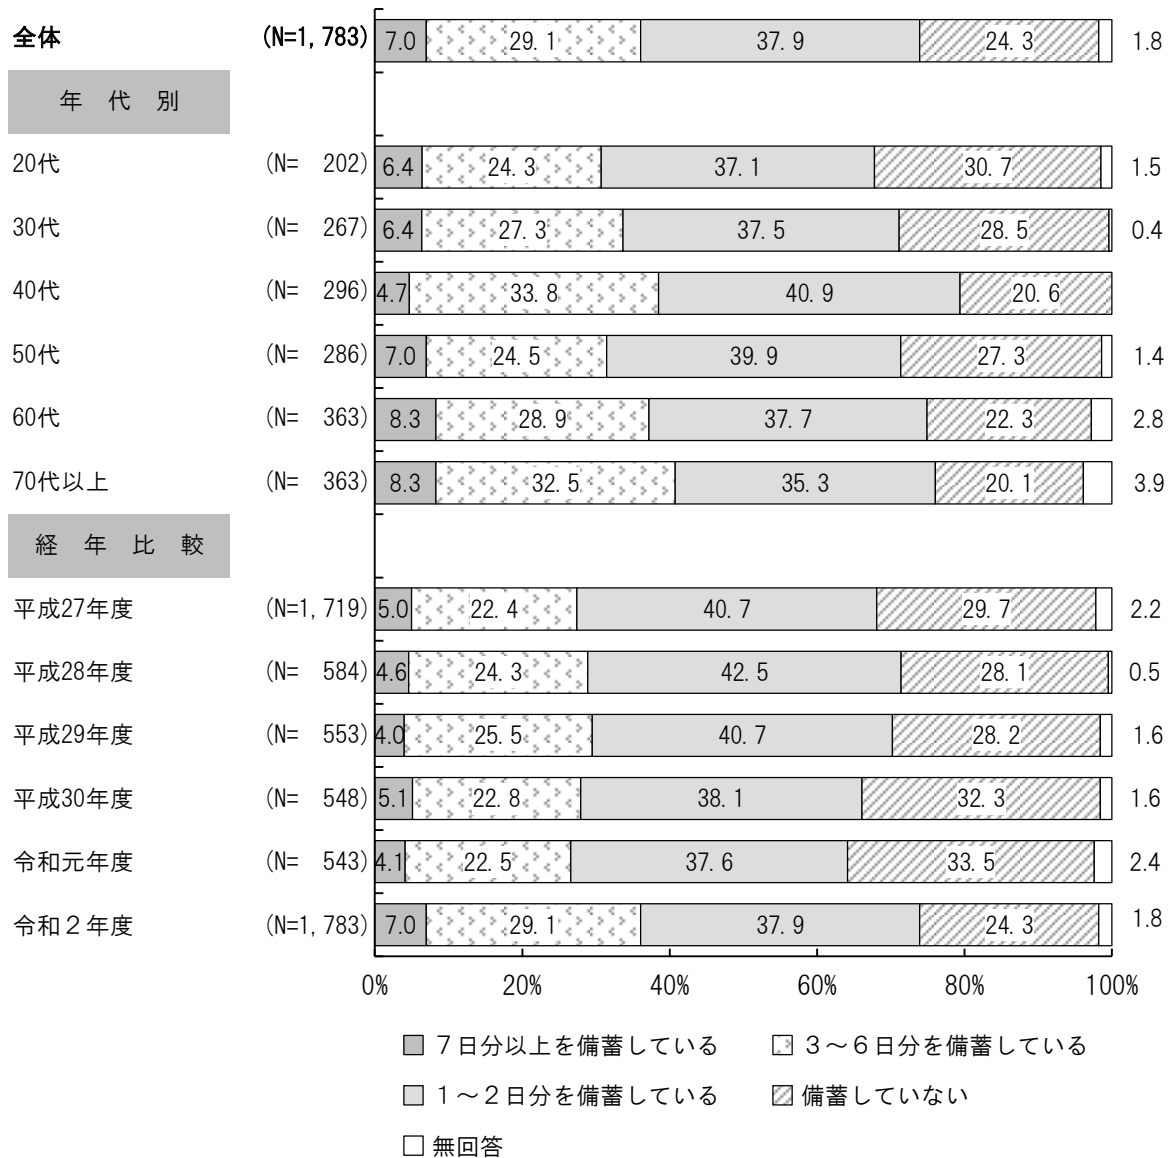 全体 (N=1,783) 7.0 29.1 37.9 24.3 1.8
年代別
20代 (N= 202) 6.4 24.3 37.1 30.7 1.5
30代 (N= 267) 6.4 27.3 37.5 28.5 0.4
40代 (N= 296) 4.7 33.8 40.9 20.6
50代 (N= 286) 7.0 24.5 39.9 27.3 1.4
60代 (N= 363) 8.3 28.9 37.7 22.3 2.8
70代以上 (N= 363) 8.3 32.5 35.3 20.1 3.9
経年比較
平成27年度 (N=1,719) 5.0 22.4 40.7 29.7 2.2
平成28年度 (N= 584) 4.6 24.3 42.5 28.1 0.5
平成29年度 (N= 553) 4.0 25.5 40.7 28.2 1.6
平成30年度 (N= 548) 5.1 22.8 38.1 32.3 1.6
令和元年度 (N= 543) 4.1 22.5 37.6 33.5 2.4
令和２年度 (N=1,783) 7.0 29.1 37.9 24.3 1.8
0% 20% 40% 60% 80% 100%
７日分以上を備蓄している ３～６日分を備蓄している
１～２日分を備蓄している 備蓄していない
無回答